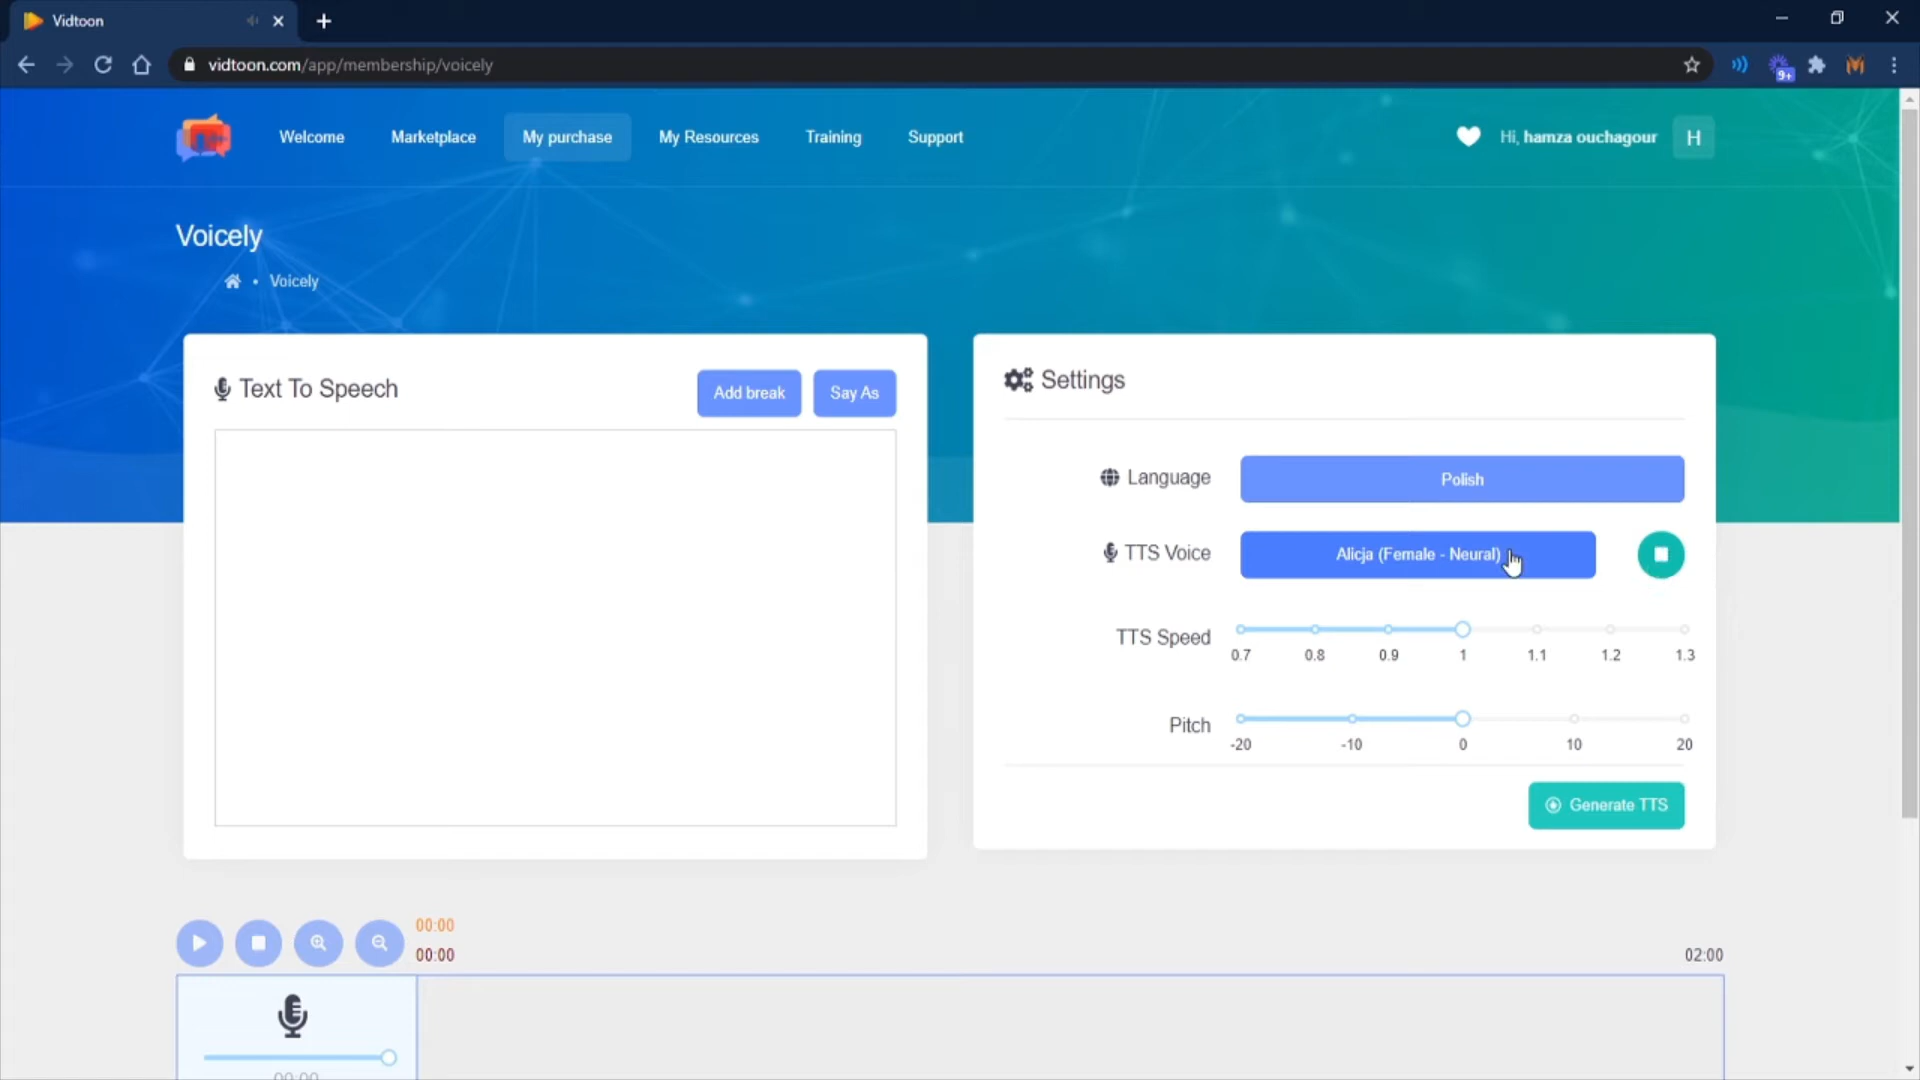 Vidtoon
vidtoon.com/app/membership/voicely
9+
Welcome
Marketplace
My purchase
My Resources
Training
Support
Hi, hamza ouchagour
H
Voicely
Voicely
Text To Speech
Add break
Say As
Settings
Language
Polish
TTS Voice
Alicja (Female - Neural)
TTS Speed
0.7
0.8
0.9
1
1.1
1.2
1.3
Pitch
-20
-10
0
10
20
Generate TTS
00:00
00:00
02:00
00:00